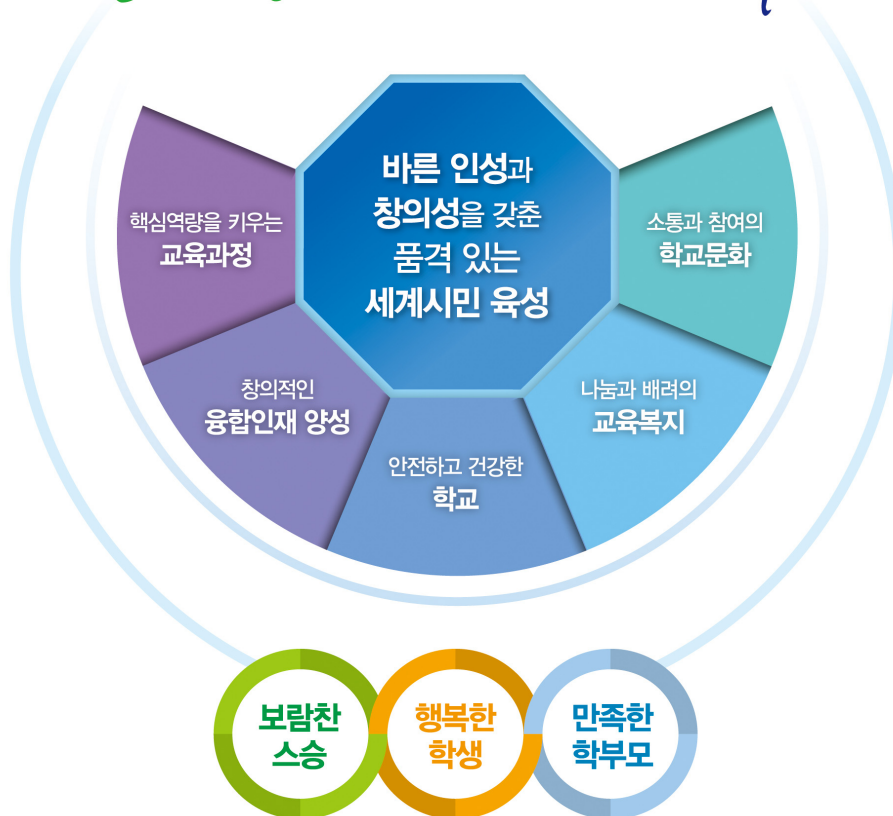 바른 인성과
창의성을 갖춘
품격 있는
세계시민 육성
핵심역량을 키우는
교육과정
창의적인
융합인재 양성
안전하고 건강한
학교
나눔과 배려의
교육복지
소통과 참여의
학교문화
보람찬
스승
행복한
학생
만족한
학부모